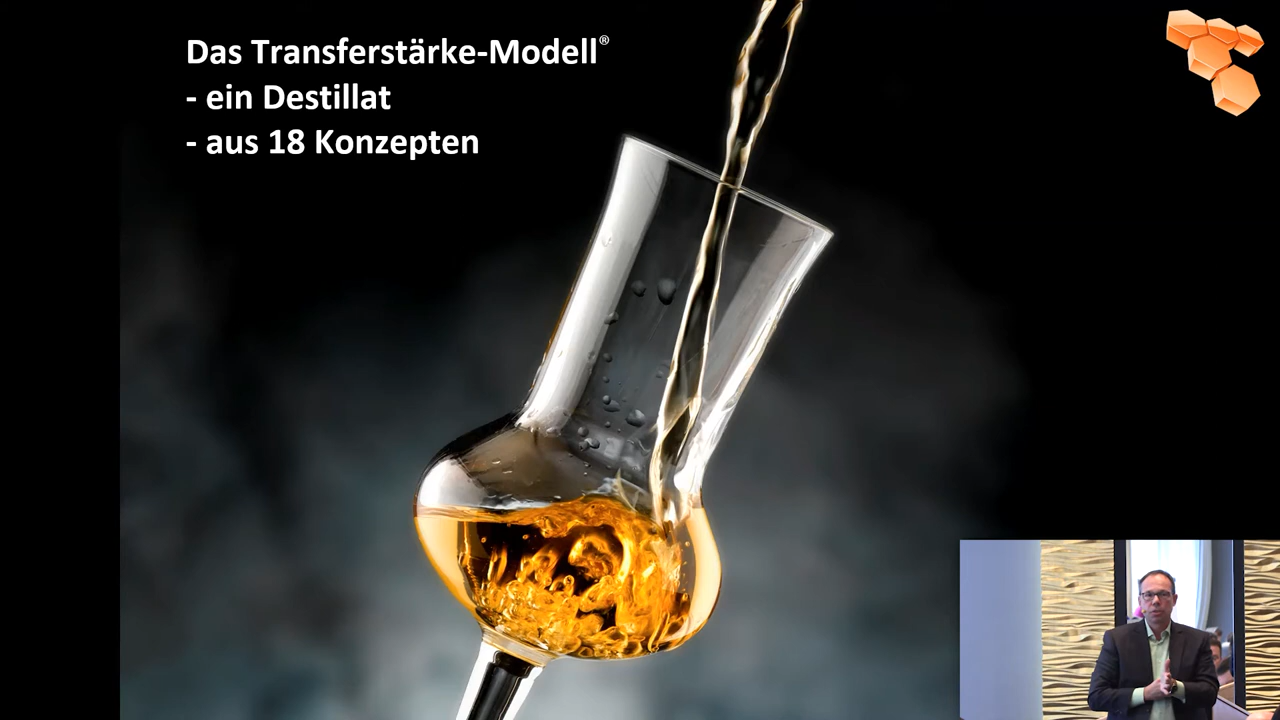 Das Transferstärke-Modell®
- ein Destillat
- aus 18 Konzepten